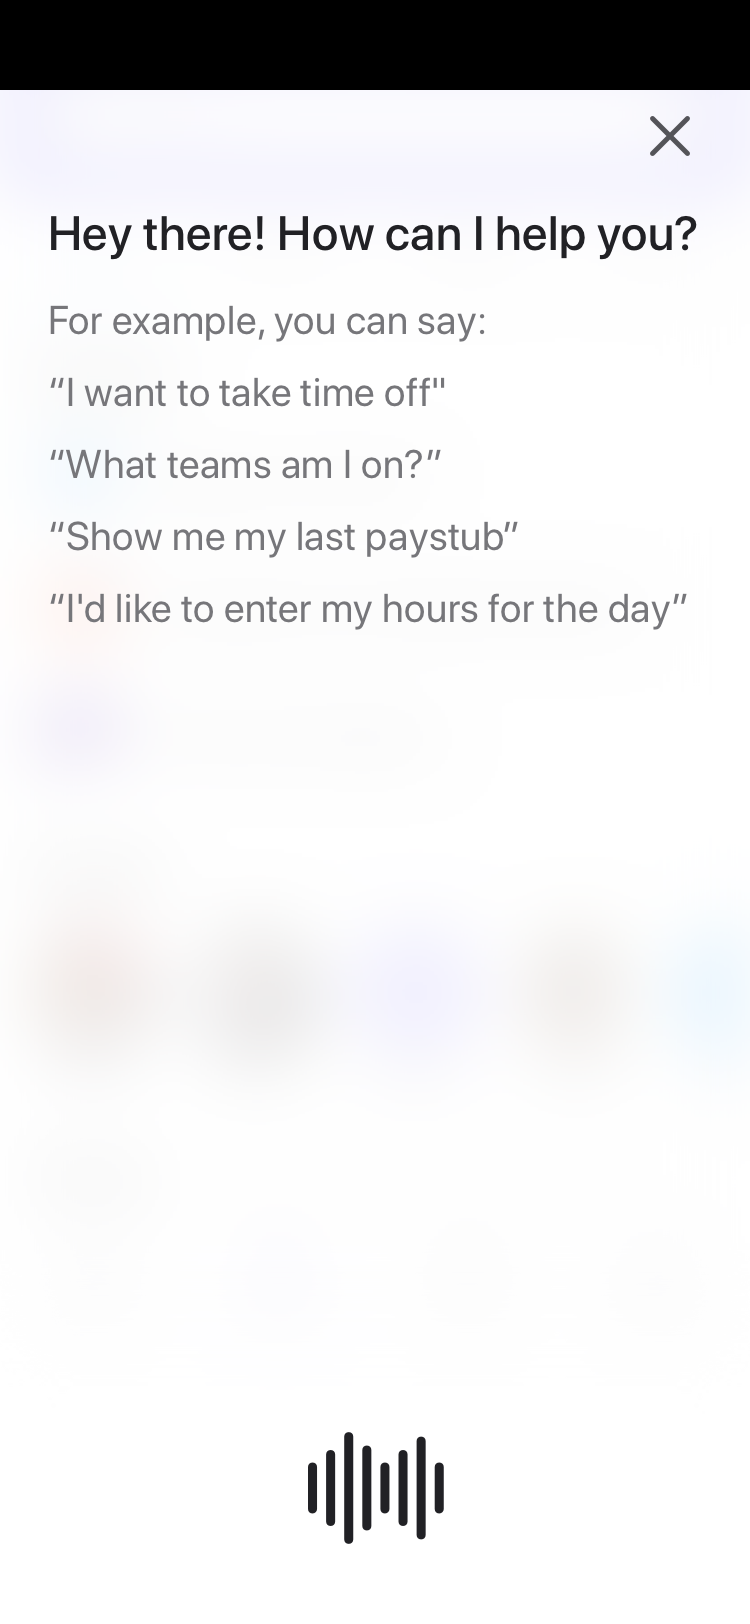 Hey there! How can I help you?
For example, you can say:
“I want to take time off"
“What teams am I on?”
“Show me my last paystub”
“I'd like to enter my hours for the day”